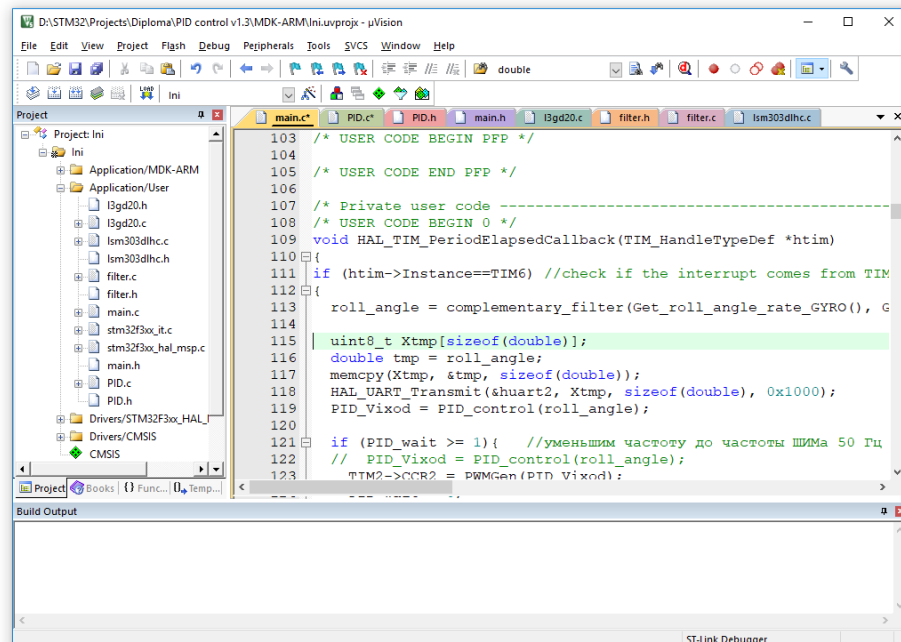 D:\STM32\Projects\Diploma\PID control v1.3\MDK-ARM\Ini.uvprojx - µVision
File Edit View Project Flash Debug Peripherals Tools SVCS Window Help
double
LOAD Ini
Project
Project: Ini
Ini
Application/MDK-ARM
Application/User
l3gd20.h
l3gd20.c
lsm303dlhc.c
lsm303dlhc.h
filter.c
filter.h
main.c
stm32f3xx_it.c
stm32f3xx_hal_msp.c
main.h
PID.c
PID.h
Drivers/STM32F3xx_HAL_
Drivers/CMSIS
CMSIS
Project Books {} Func... 0 Temp...
main.c* PID.c* PID.h main.h l3gd20.c filter.h filter.c lsm303dlhc.c
103 /* USER CODE BEGIN PFP */
104
105 /* USER CODE END PFP */
106
107 /* Private user code ------------------------------------------
108 /* USER CODE BEGIN 0 */
109 void HAL_TIM_PeriodElapsedCallback(TIM_HandleTypeDef *htim)
110 {
111 if (htim->Instance==TIM6) //check if the interrupt comes from TIM
112 {
113 roll_angle = complementary_filter(Get_roll_angle_rate_GYRO(), G
114
115 uint8_t Xtmp[sizeof(double)];
116 double tmp = roll_angle;
117 memcpy(Xtmp, &tmp, sizeof(double));
118 HAL_UART_Transmit(&huart2, Xtmp, sizeof(double), 0x1000);
119 PID_Vixod = PID_control(roll_angle);
120
121 if (PID_wait >= 1){ //уменьшим частоту до частоты ШИМа 50 Гц
122 // PID_Vixod = PID_control(roll_angle);
123 TIM2->CCR2 = PWMGen(PID_Vixod);
Build Output
ST-Link Debugger